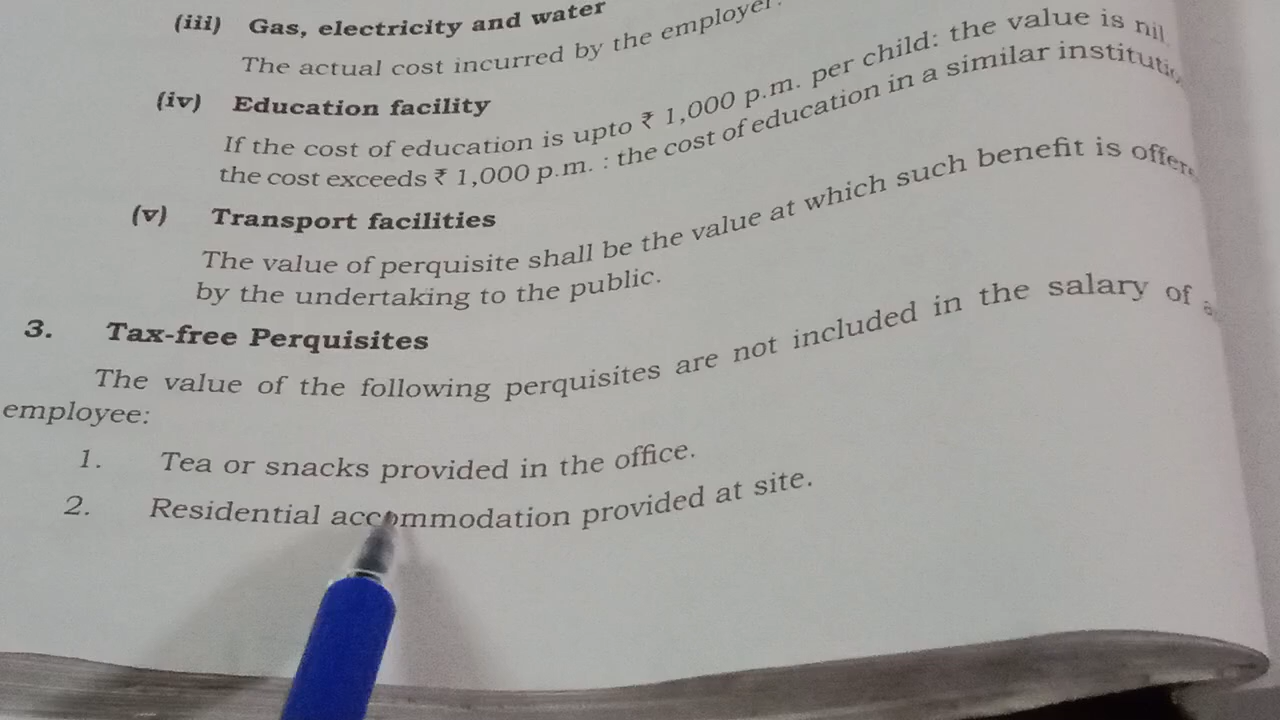 (iii) Gas, electricity and water
The actual cost incurred by the employer.
(iv) Education facility
If the cost of education is upto ₹ 1,000 p.m. per child: the value is nil
the cost exceeds ₹ 1,000 p.m. : the cost of education in a similar
(v) Transport facilities
The value of perquisite shall be the value at which such benefit is
by the undertaking to the public.
3. Tax-free Perquisites
The value of the following perquisites are not included in the salary of
employee:
1. Tea or snacks provided in the office.
2. Residential accommodation provided at site.